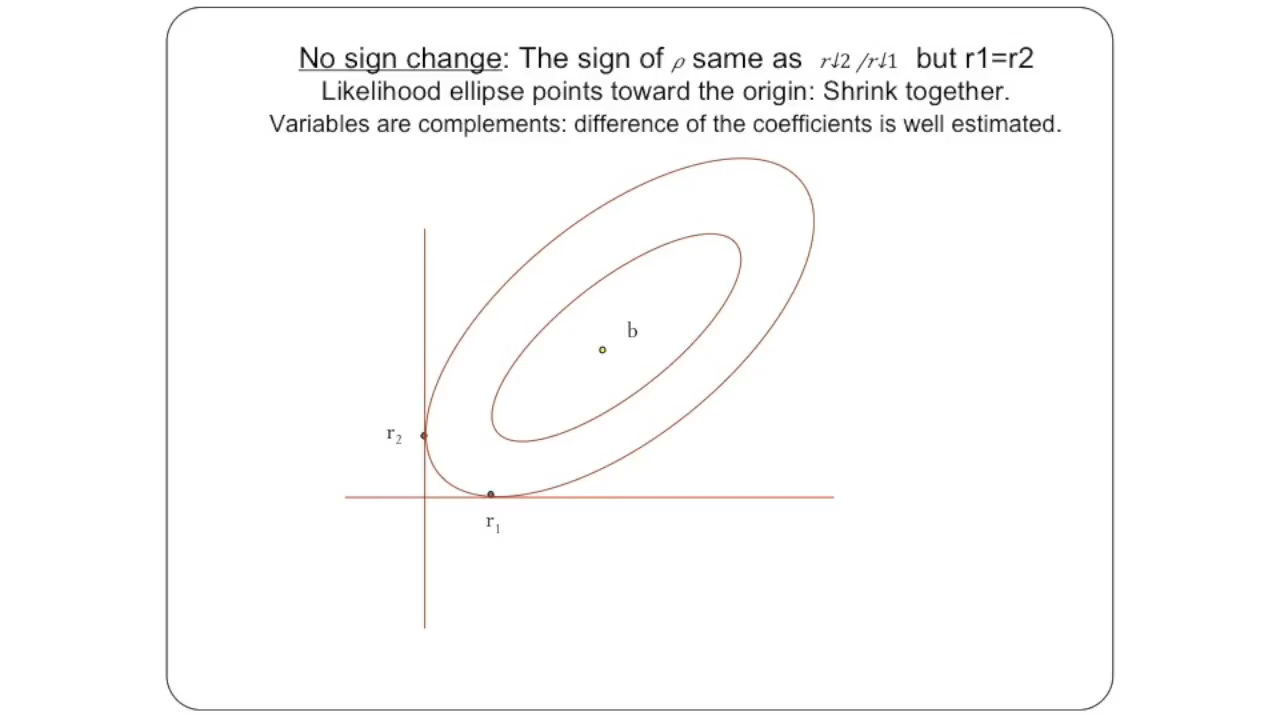 No sign change: The sign of ρ same as r↓2 /r↓1 but r1=r2
Likelihood ellipse points toward the origin: Shrink together.
Variables are complements: difference of the coefficients is well estimated.
b
r₂
r₁